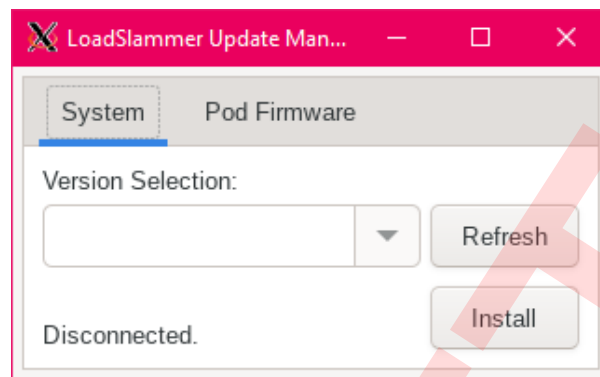 LoadSlammer Update Man...
System Pod Firmware
Version Selection:
Refresh
Install
Disconnected.